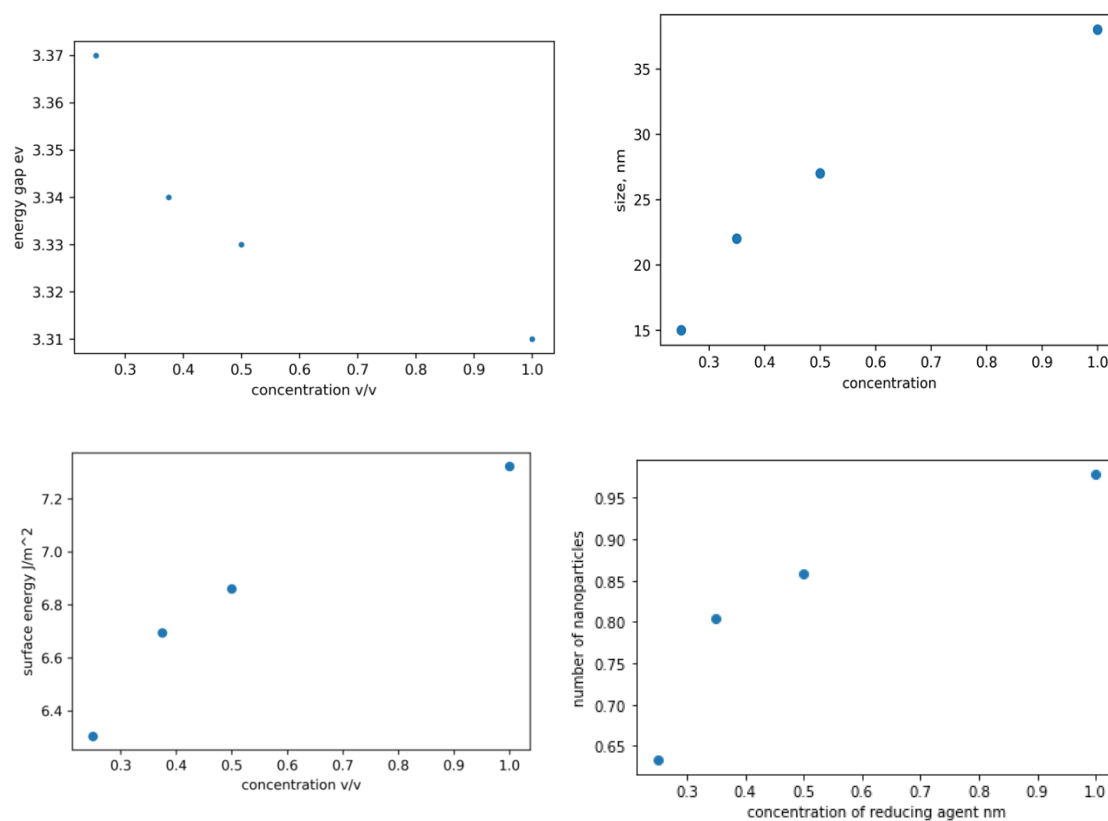 3.37
3.36
3.35
3.34
3.33
3.32
3.31
energy gap ev
0.3 0.4 0.5 0.6 0.7 0.8 0.9 1.0
concentration v/v
35
30
25
20
15
size, nm
0.3 0.4 0.5 0.6 0.7 0.8 0.9 1.0
concentration
7.2
7.0
6.8
6.6
6.4
surface energy J/m^2
0.3 0.4 0.5 0.6 0.7 0.8 0.9 1.0
concentration v/v
0.95
0.90
0.85
0.80
0.75
0.70
0.65
number of nanoparticles
0.3 0.4 0.5 0.6 0.7 0.8 0.9 1.0
concentration of reducing agent nm